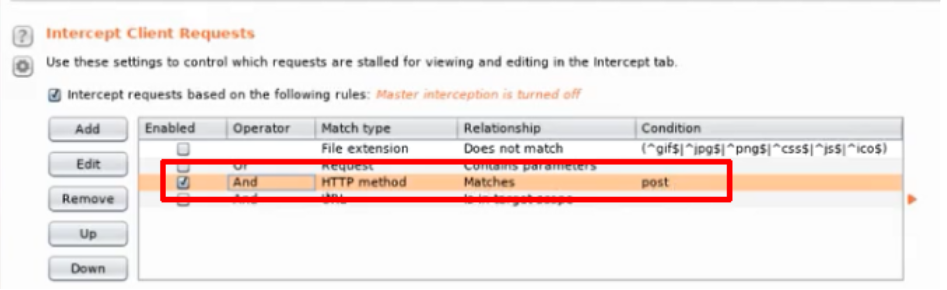 ? Intercept Client Requests
Use these settings to control which requests are stalled for viewing and editing in the Intercept tab.
Intercept requests based on the following rules: Master interception is turned off
Add
Edit
Remove
Up
Down
Enabled Operator Match type Relationship Condition
File extension Does not match (^gif$|^jpg$|^png$|^css$|^js$|^ico$)
Or Request Contains parameters
And HTTP method Matches post
And URL Is in target scope